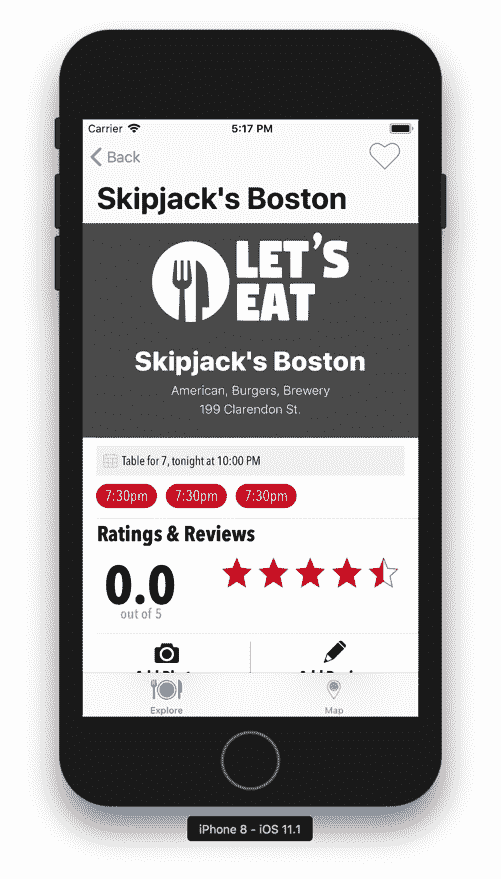 Carrier 5:17 PM
Back
Skipjack's Boston
LET'S
EAT
Skipjack's Boston
American, Burgers, Brewery
199 Clarendon St.
Table for 7, tonight at 10:00 PM
7:30pm 7:30pm 7:30pm
Ratings & Reviews
0.0
out of 5
Explore Map
iPhone 8 - iOS 11.1